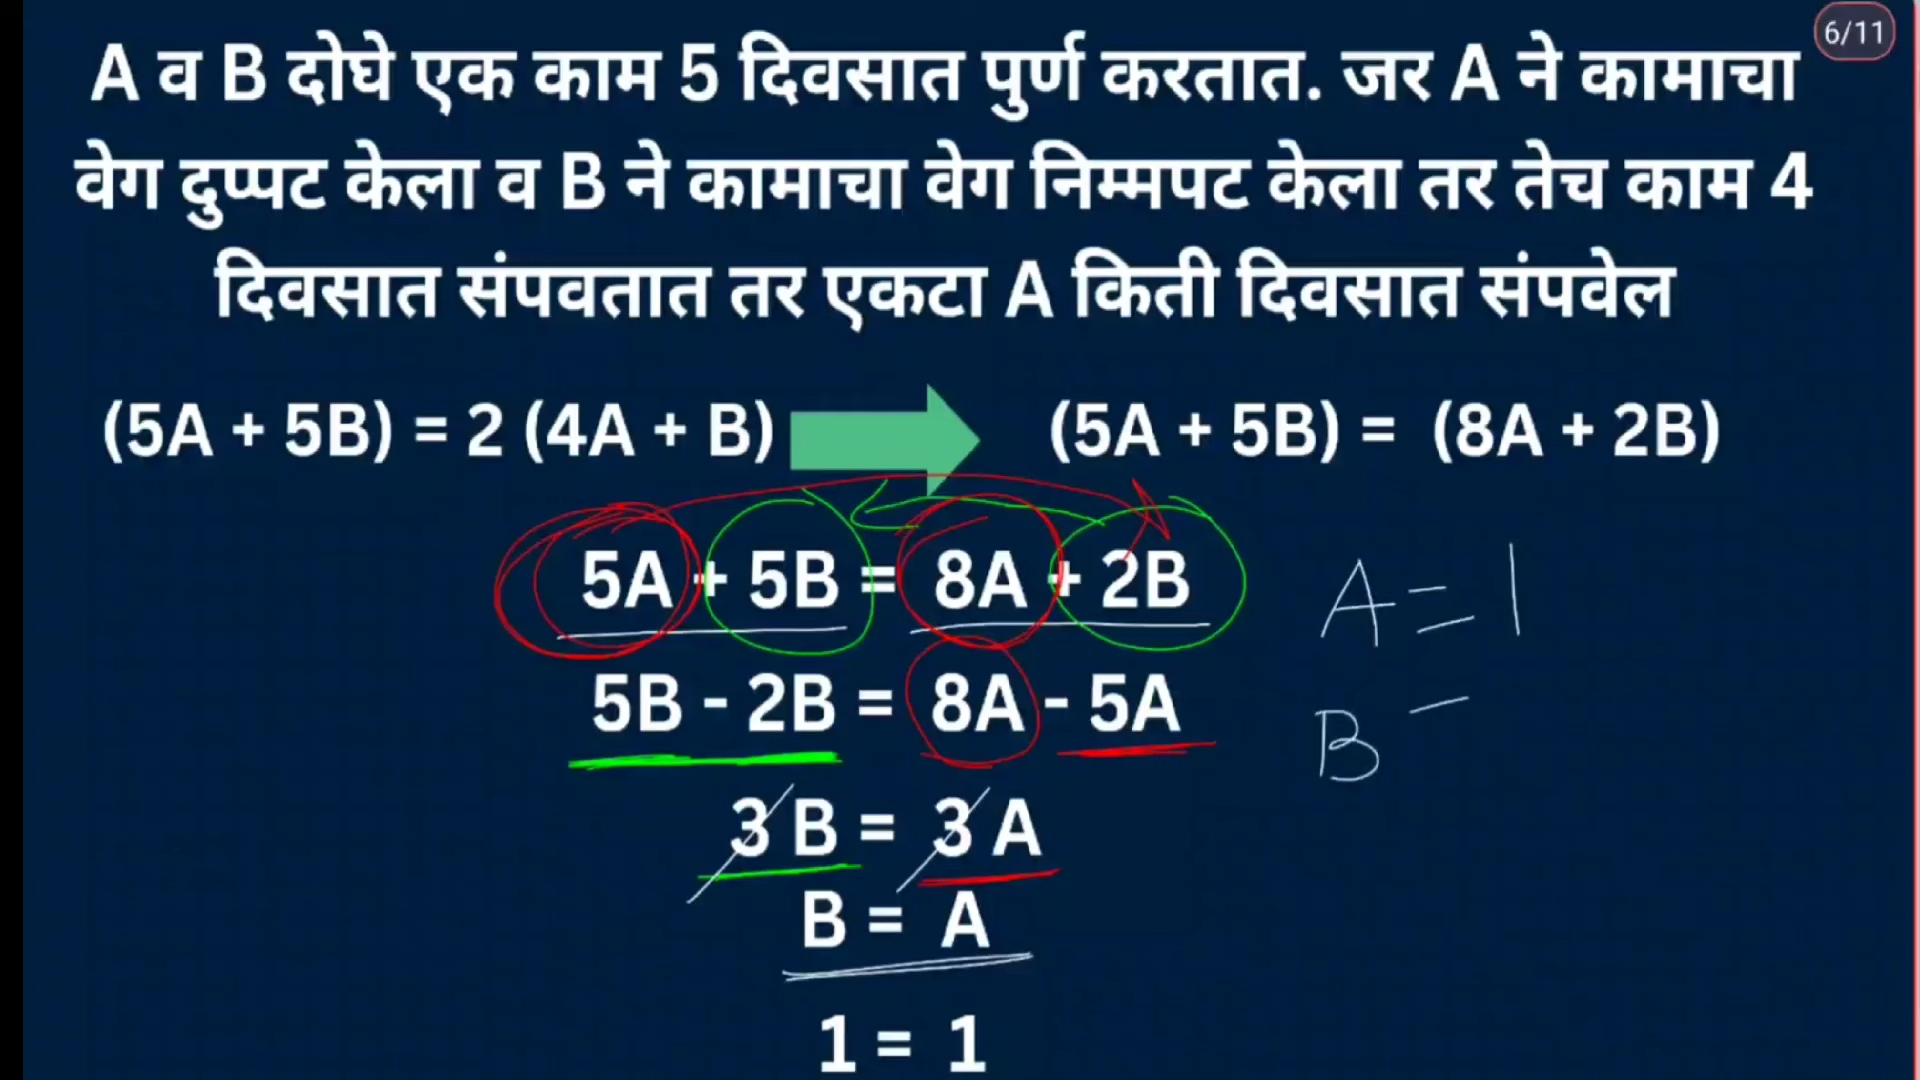 6/11
A व B दोघे एक काम 5 दिवसात पुर्ण करतात. जर A ने कामाचा
वेग दुप्पट केला व B ने कामाचा वेग निम्मपट केला तर तेच काम 4
दिवसात संपवतात तर एकटा A किती दिवसात संपवेल
(5A + 5B) = 2 (4A + B) (5A + 5B) = (8A + 2B)
5A + 5B = 8A + 2B
A = 1
5B - 2B = 8A - 5A
B =
3 B = 3 A
B = A
1 = 1